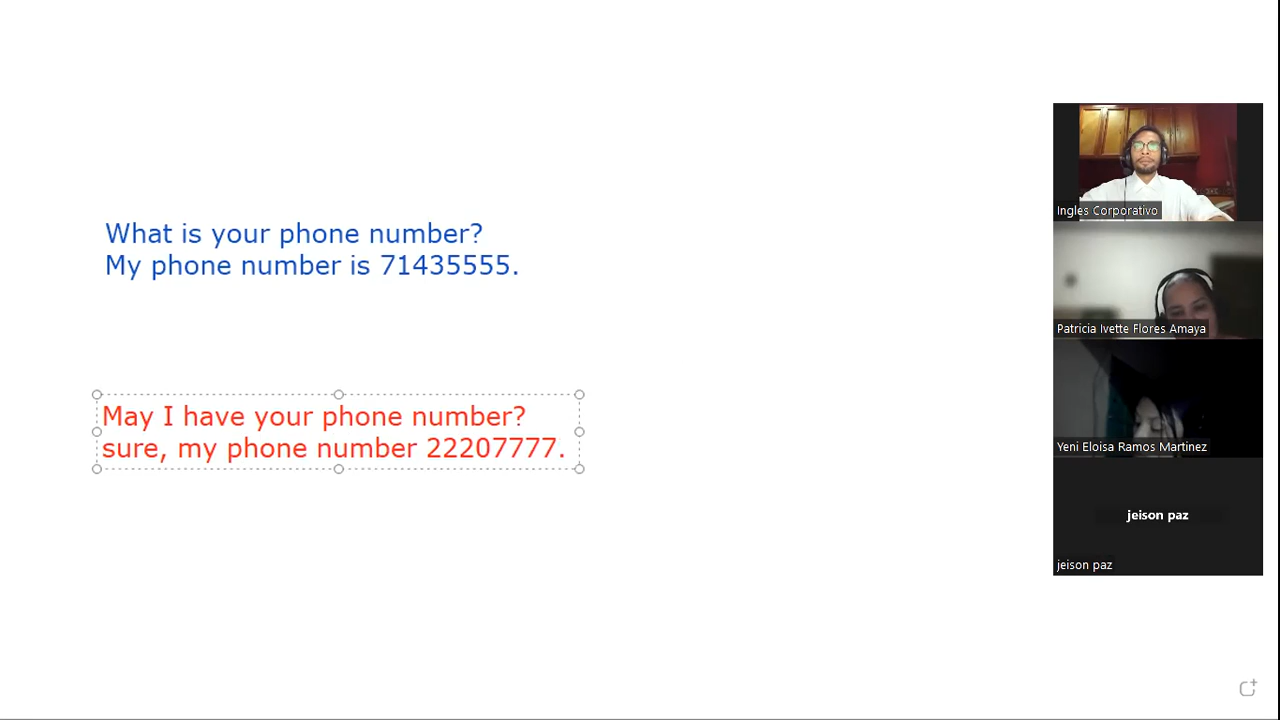 What is your phone number?
My phone number is 71435555.
May I have your phone number?
sure, my phone number 22207777.
Ingles Corporativo
Patricia Ivette Flores Amaya
Yeni Eloisa Ramos Martinez
jeison paz
jeison paz